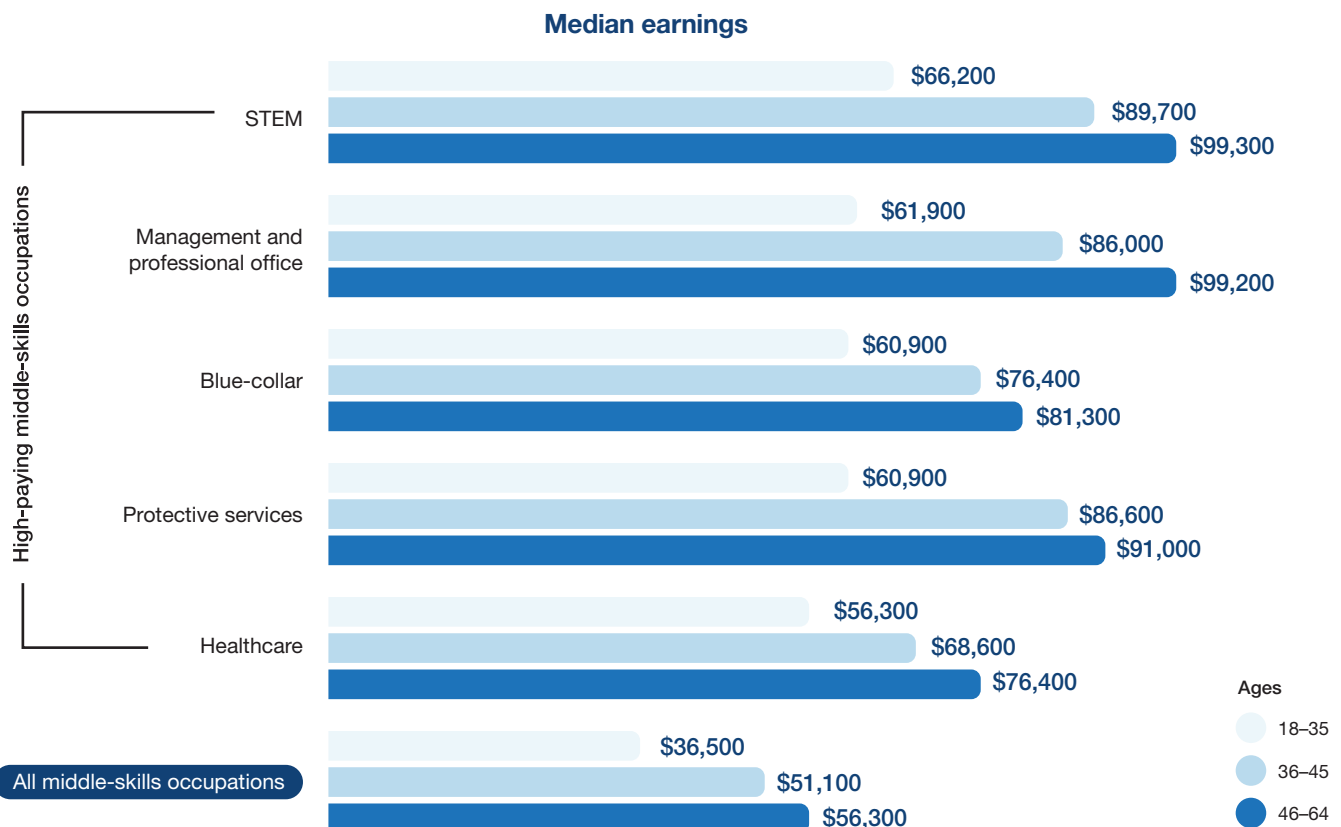 Median earnings
High-paying middle-skills occupations
STEM
$66,200
$89,700
$99,300
Management and
professional office
$61,900
$86,000
$99,200
Blue-collar
$60,900
$76,400
$81,300
Protective services
$60,900
$86,600
$91,000
Healthcare
$56,300
$68,600
$76,400
All middle-skills occupations
$36,500
$51,100
$56,300
Ages
18–35
36–45
46–64